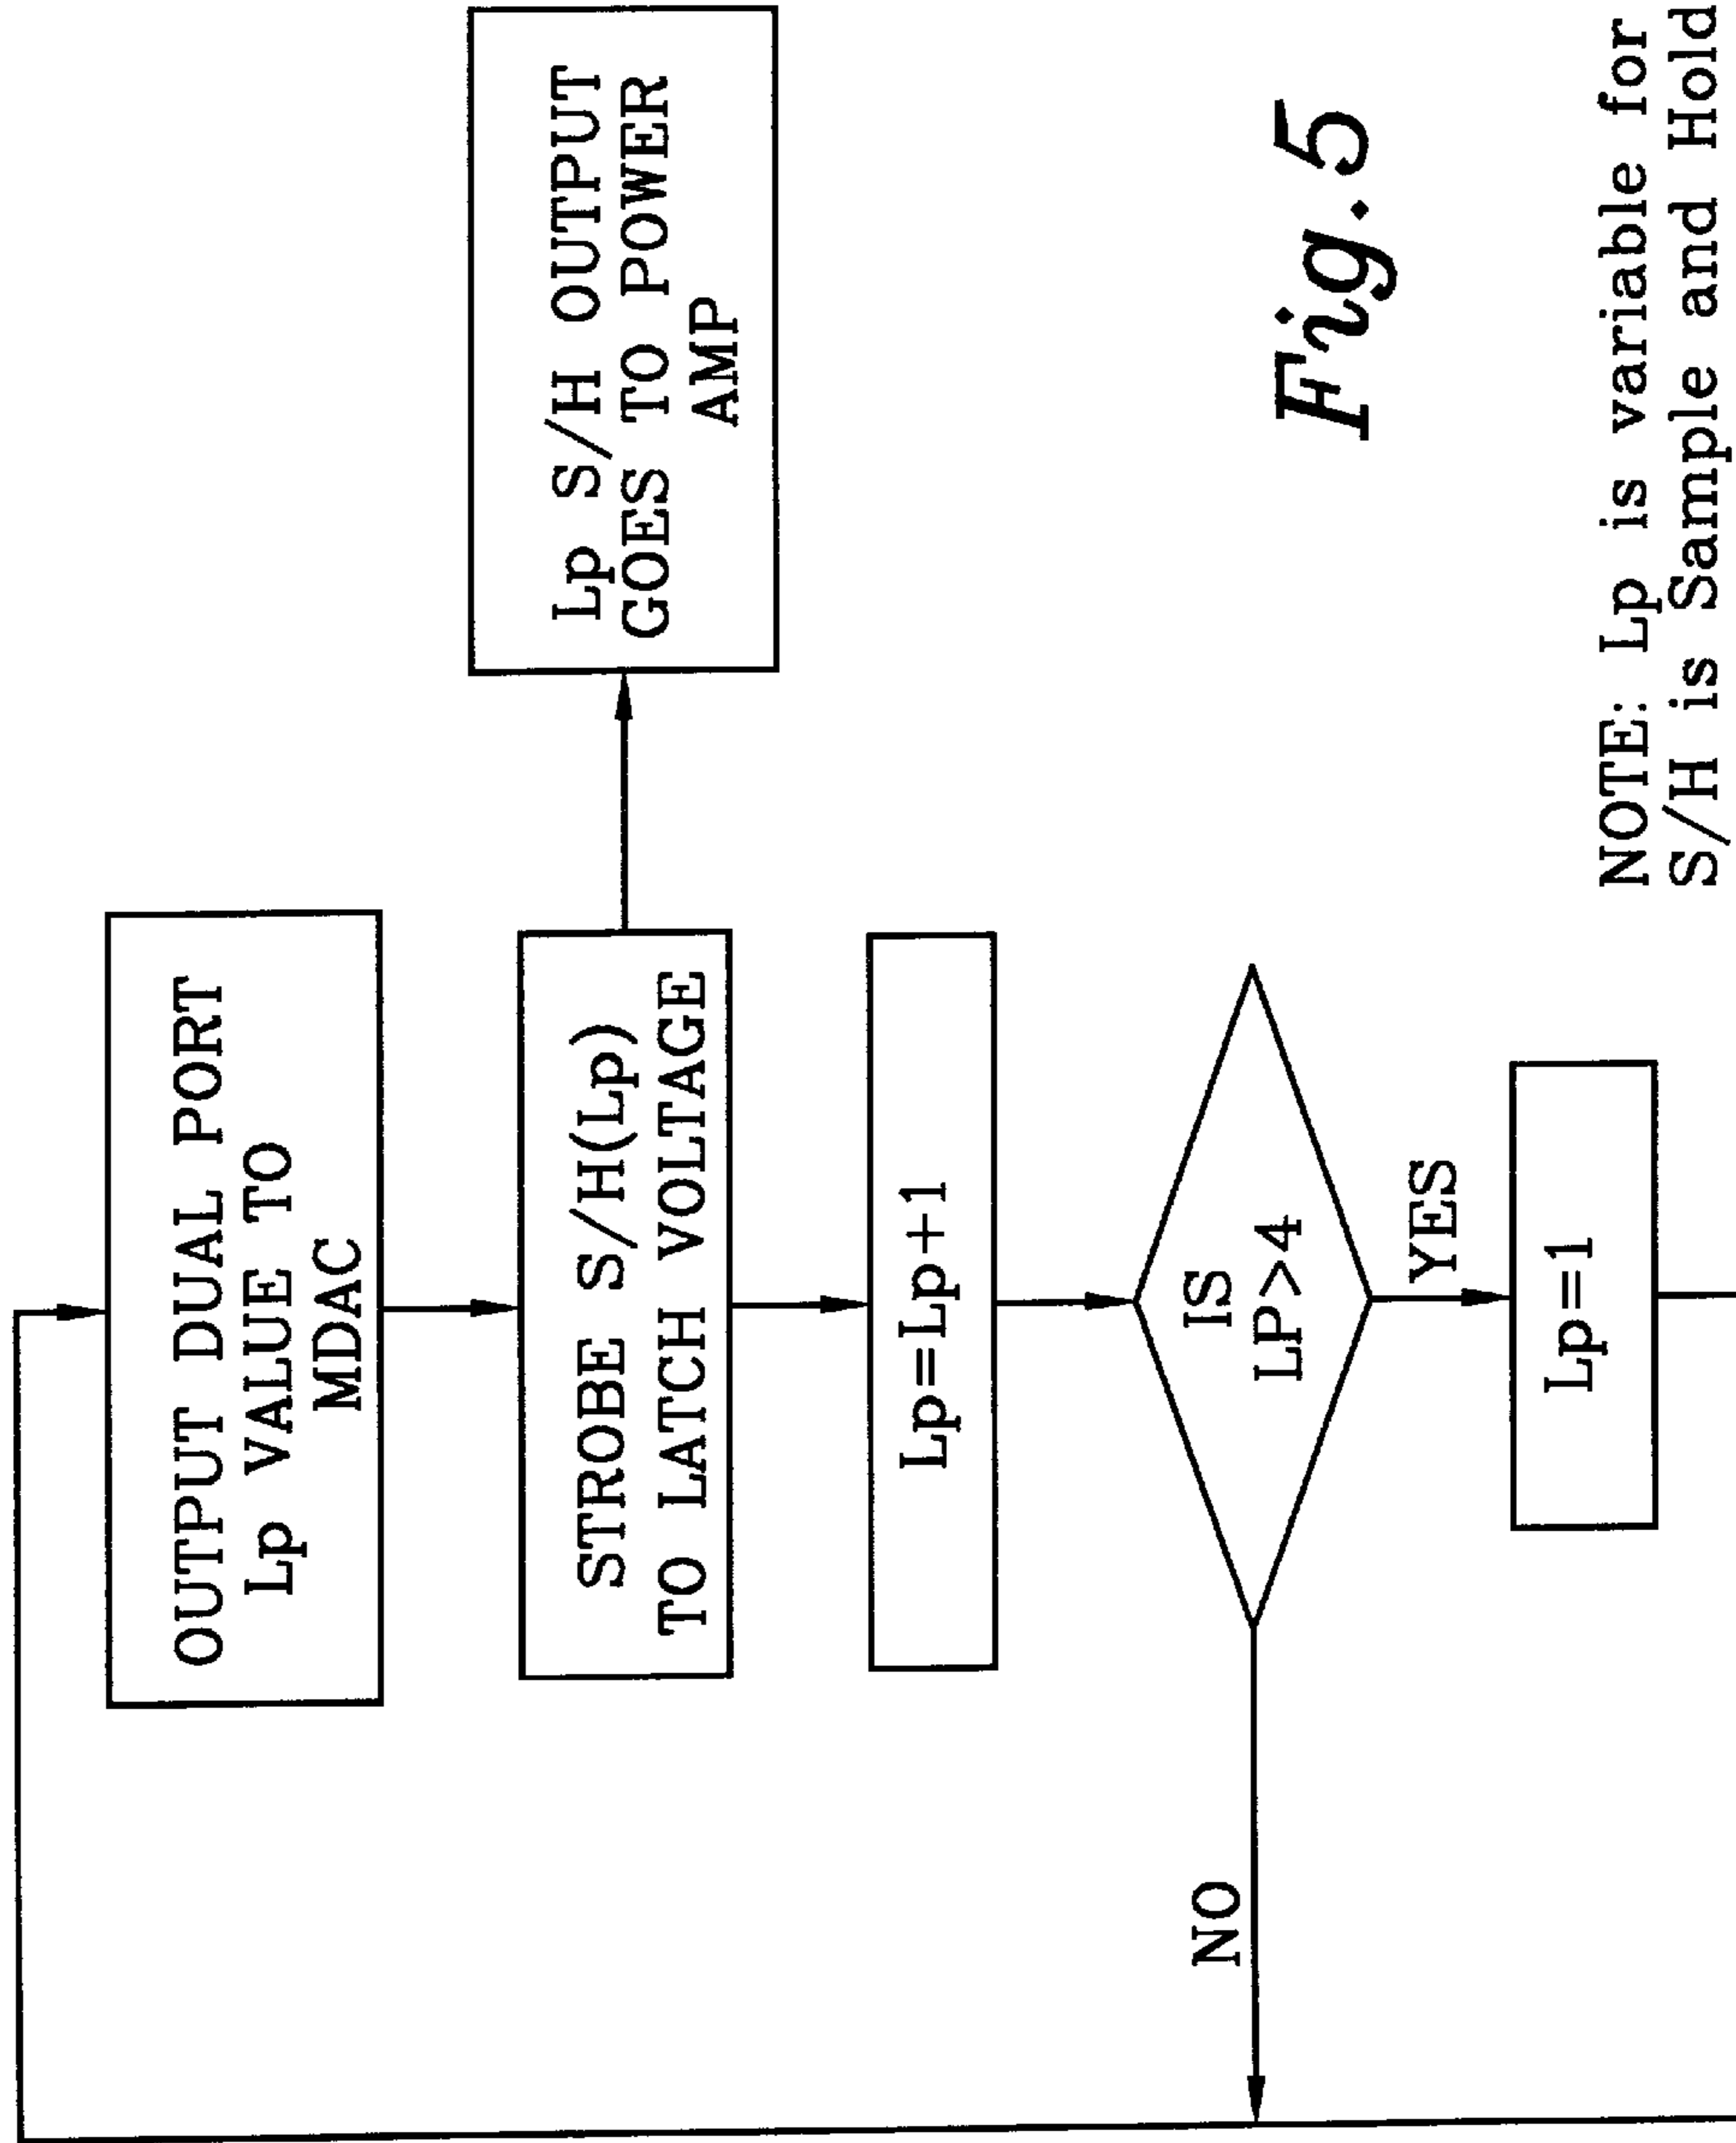 OUTPUT DUAL PORT
Lp VALUE TO
MDAC
STROBE S/H(Lp)
TO LATCH VOLTAGE
Lp S/H OUTPUT
GOES TO POWER
AMP
Lp=Lp+1
IS
LP>4
NO
YES
Lp=1
Fig. 5
NOTE: Lp is variable for
S/H is Sample and Hold